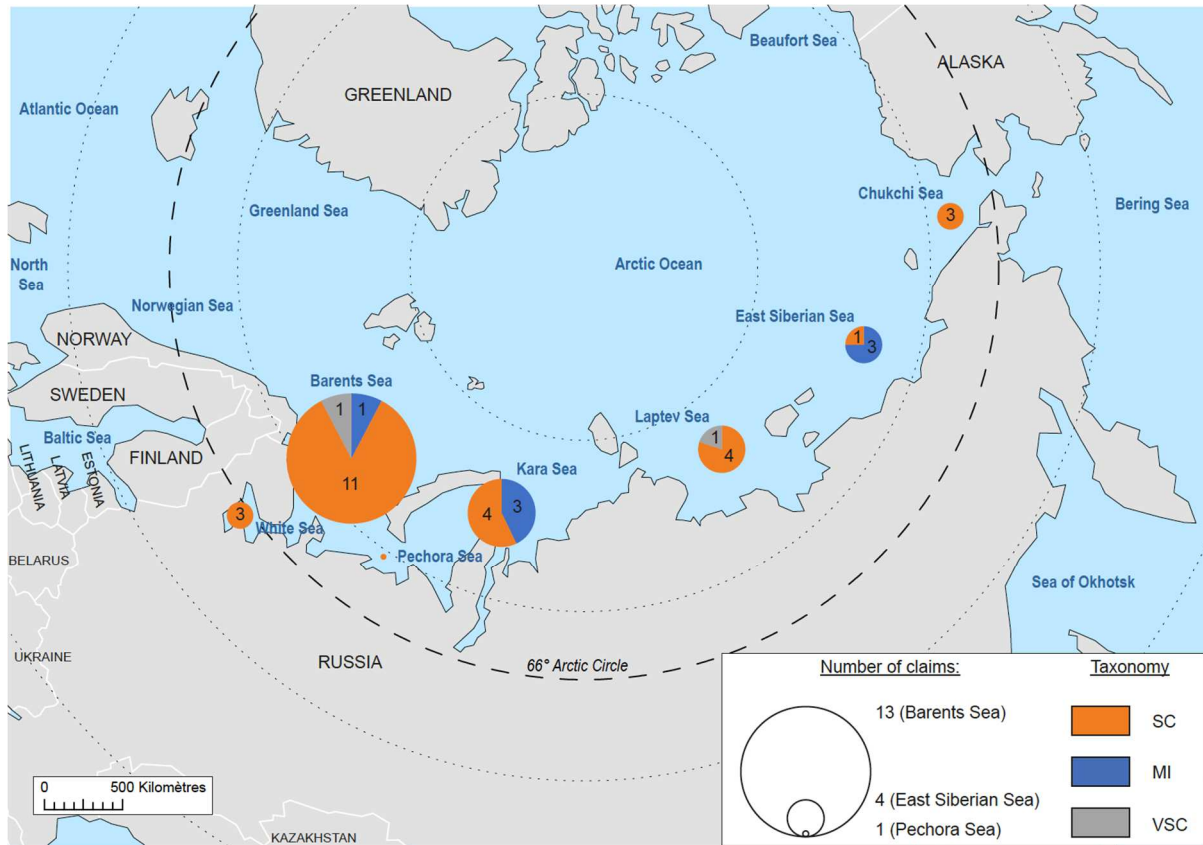 Beaufort Sea
ALASKA
GREENLAND
Atlantic Ocean
Chukchi Sea
3
Bering Sea
Greenland Sea
North
Sea
Arctic Ocean
Norwegian Sea
East Siberian Sea
1
3
NORWAY
SWEDEN
Barents Sea
1
1
11
Laptev Sea
1
4
Baltic Sea
FINLAND
LITHUANIA
LATVIA
ESTONIA
Kara Sea
4
3
3
White Sea
Pechora Sea
BELARUS
Sea of Okhotsk
UKRAINE
RUSSIA
66° Arctic Circle
Number of claims:
13 (Barents Sea)
4 (East Siberian Sea)
1 (Pechora Sea)
Taxonomy
SC
MI
VSC
0 500 Kilomètres
KAZAKHSTAN